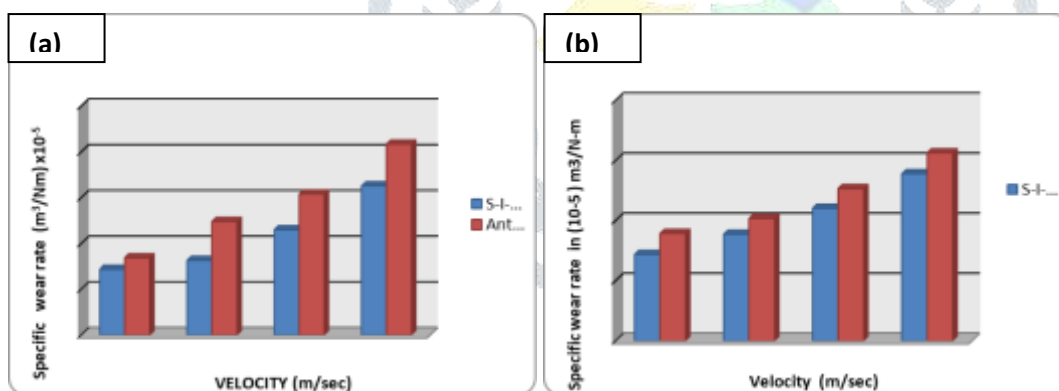 (a)
Specific wear rate (m³/Nm) x10⁻⁵
VELOCITY (m/sec)
S-I-...
Ant...
(b)
Specific wear rate in (10-5) m3/N-m
Velocity (m/sec)
S-I-...